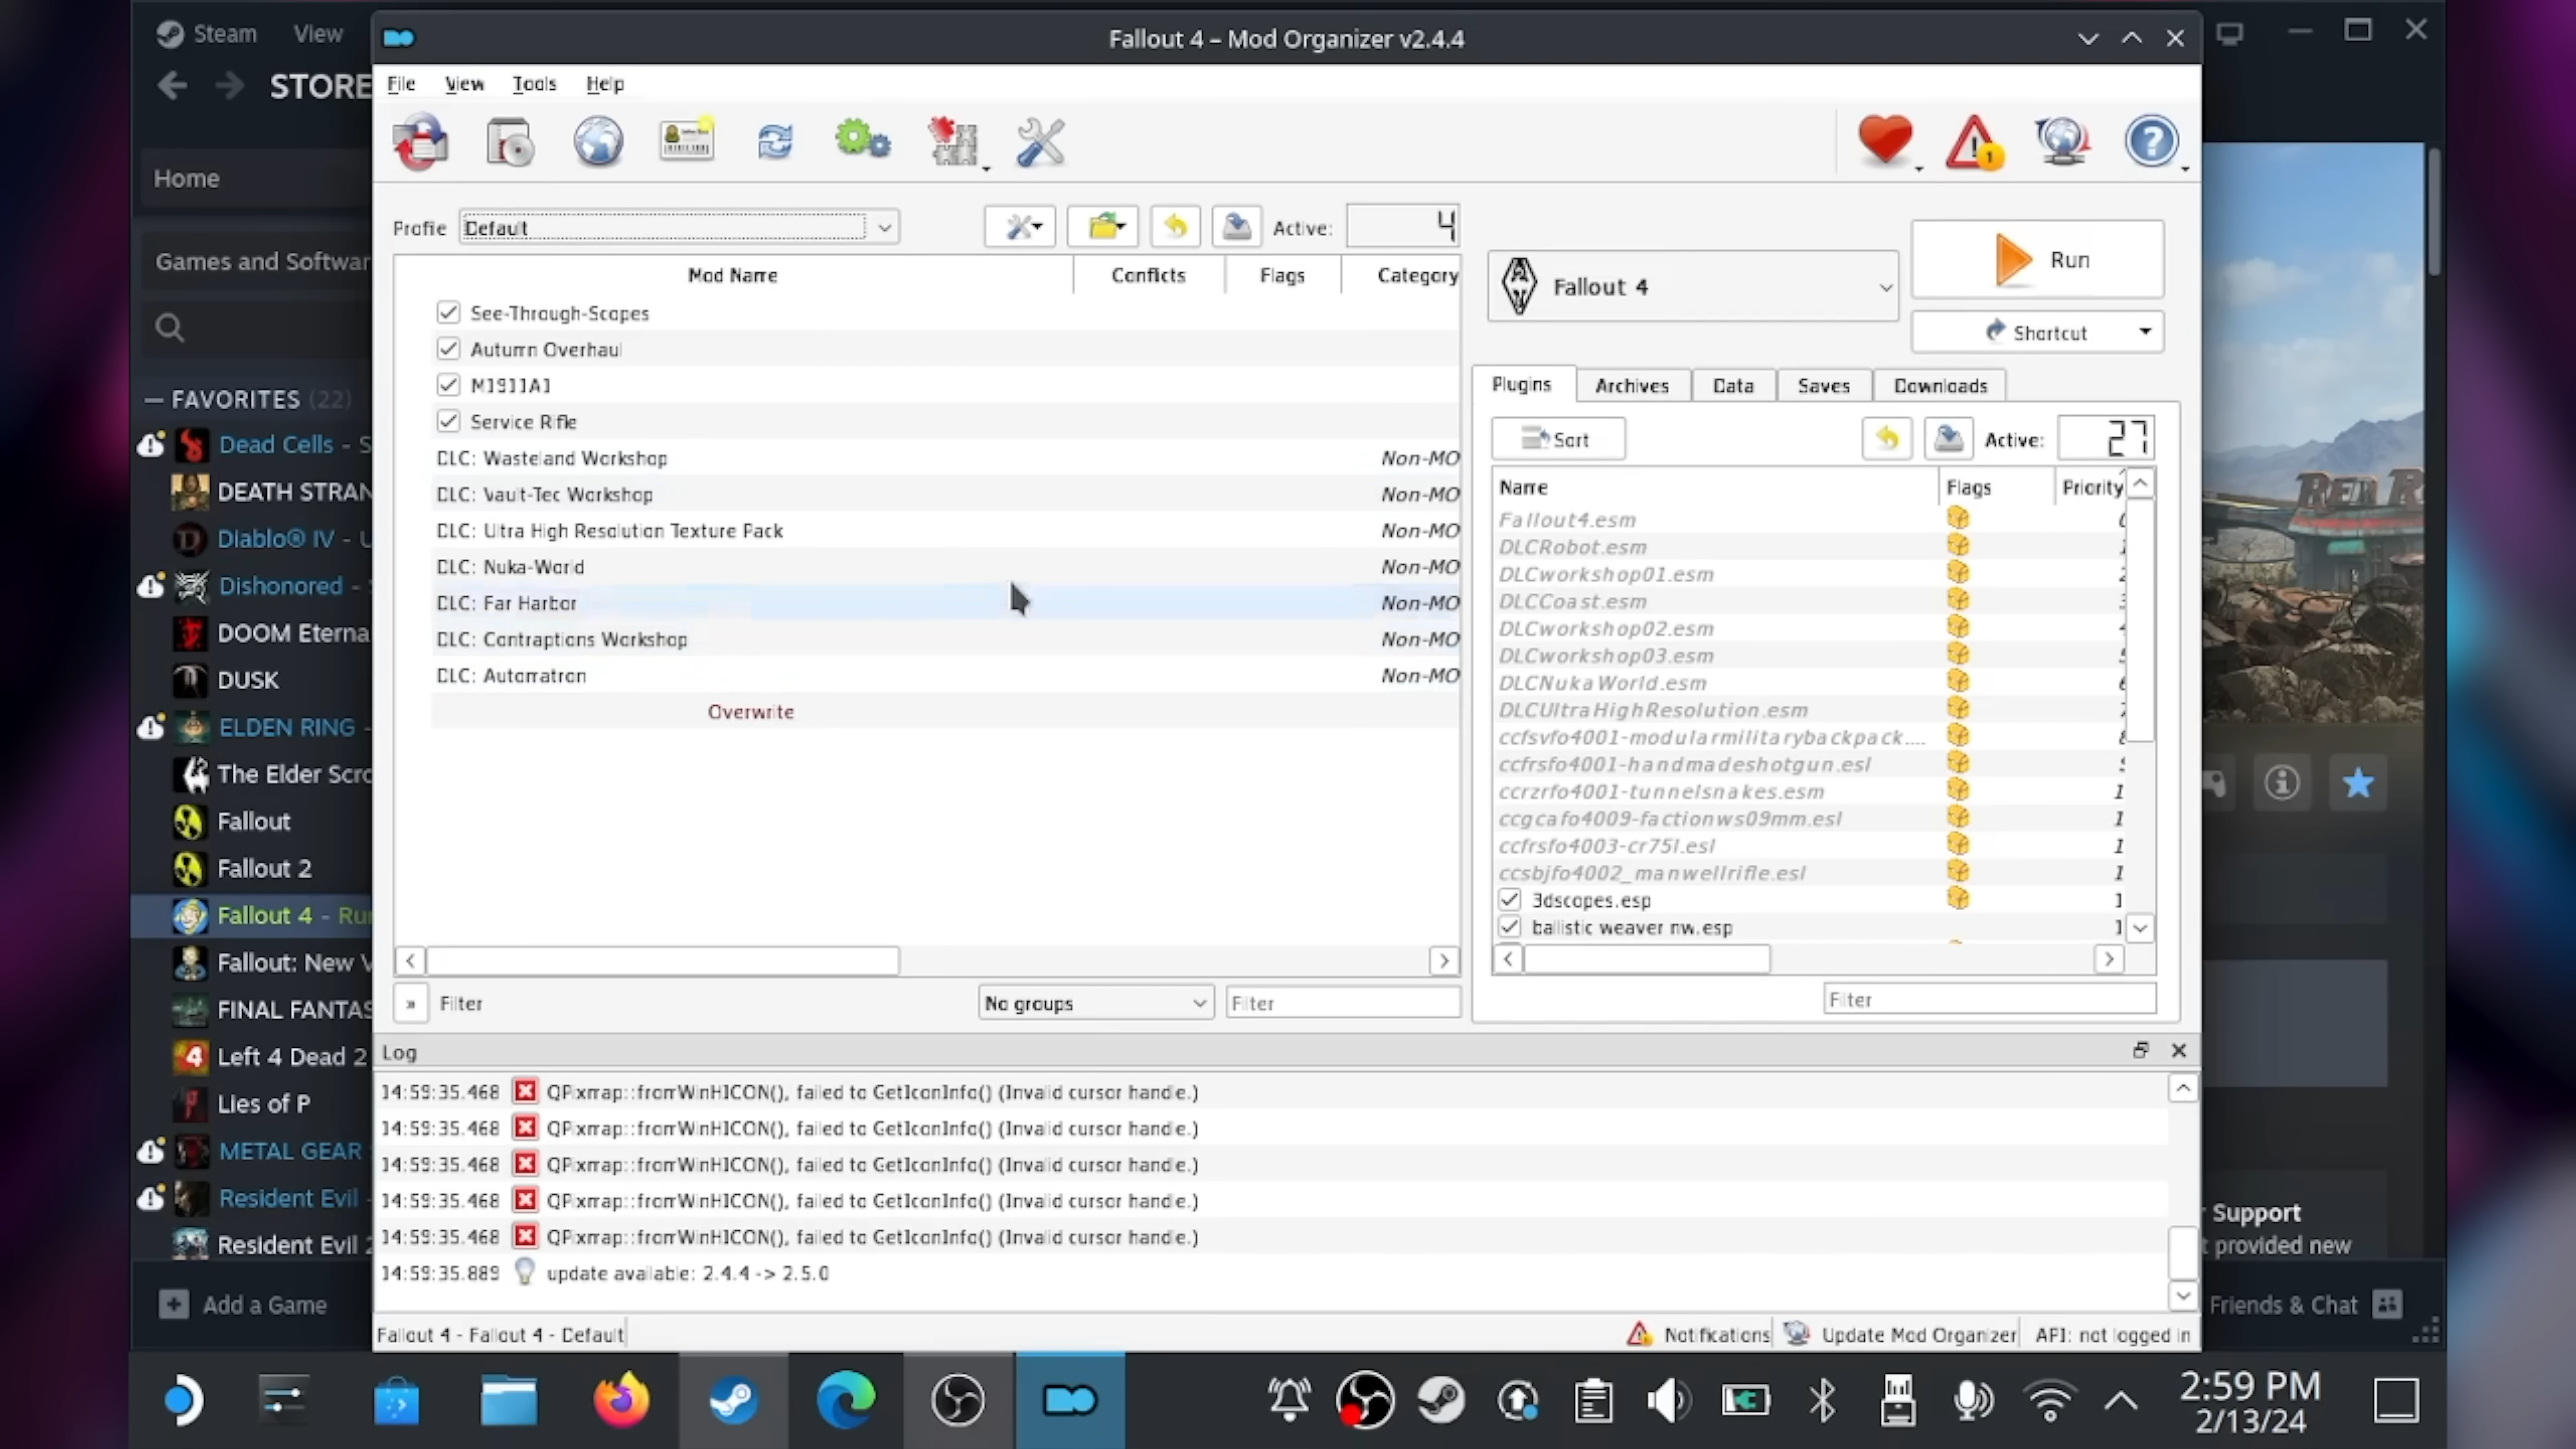 Steam
View
Fallout 4 – Mod Organizer v2.4.4
STORE
File View Tools Help
Home
Profile Default
Active: 4
Games and Softwar
Mod Name Conflicts Flags Category
See-Through-Scopes
Autumn Overhaul
M1911A1
Service Rifle
DLC: Wasteland Workshop Non-MO
DLC: Vault-Tec Workshop Non-MO
DLC: Ultra High Resolution Texture Pack Non-MO
DLC: Nuka-World Non-MO
DLC: Far Harbor Non-MO
DLC: Contraptions Workshop Non-MO
DLC: Automatron Non-MO
Overwrite
» Filter
No groups
Filter
Fallout 4
Run
Shortcut
Plugins Archives Data Saves Downloads
Sort
Active: 27
Name Flags Priority
Fallout4.esm
DLCRobot.esm
DLCworkshop01.esm 2
DLCCoast.esm
DLCworkshop02.esm
DLCworkshop03.esm
DLCNukaWorld.esm
DLCUltraHighResolution.esm
ccfsvfo4001-modularmilitarybackpack....
ccfrsfo4001-handmadeshotgun.esl
ccrzrfo4001-tunnelsnakes.esm 1
ccgcafo4009-factionws09mm.esl 1
ccfrsfo4003-cr75l.esl 1
ccsbjfo4002_manwellrifle.esl 1
3dscopes.esp 1
ballistic weaver nw.esp 1
Filter
FAVORITES (22)
Dead Cells - S
DEATH STRAN
Diablo® IV - U
Dishonored -
DOOM Eterna
DUSK
ELDEN RING -
The Elder Scro
Fallout
Fallout 2
Fallout 4 - Ru
Fallout: New V
FINAL FANTAS
Left 4 Dead 2
Lies of P
METAL GEAR
Resident Evil -
Resident Evil 2
Add a Game
RED R
Log
14:59:35.468 QPixmap::fromWinHICON(), failed to GetIconInfo() (Invalid cursor handle.)
14:59:35.468 QPixmap::fromWinHICON(), failed to GetIconInfo() (Invalid cursor handle.)
14:59:35.468 QPixmap::fromWinHICON(), failed to GetIconInfo() (Invalid cursor handle.)
14:59:35.468 QPixmap::fromWinHICON(), failed to GetIconInfo() (Invalid cursor handle.)
14:59:35.468 QPixmap::fromWinHICON(), failed to GetIconInfo() (Invalid cursor handle.)
14:59:35.889 update available: 2.4.4 -> 2.5.0
Support
provided new
Friends & Chat
Fallout 4 - Fallout 4 - Default
Notifications
Update Mod Organizer
API: not logged in
2:59 PM
2/13/24